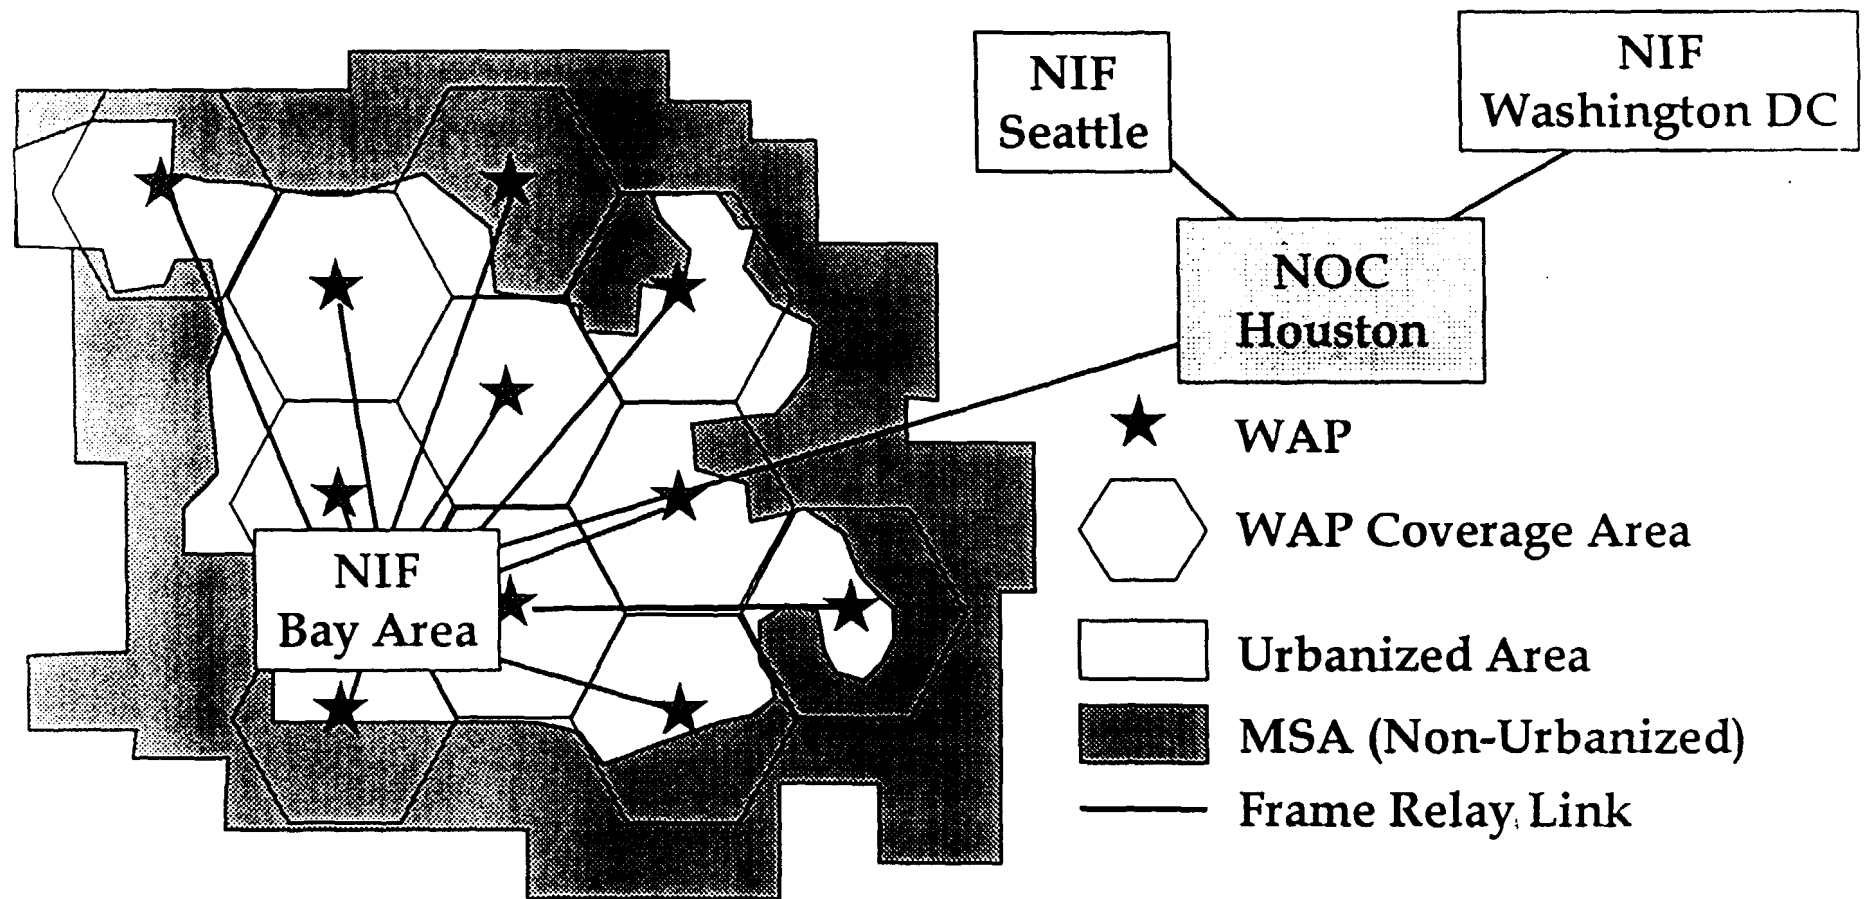 NIF
Seattle
NIF
Washington DC
NOC
Houston
WAP
WAP Coverage Area
NIF
Bay Area
Urbanized Area
MSA (Non-Urbanized)
Frame Relay Link